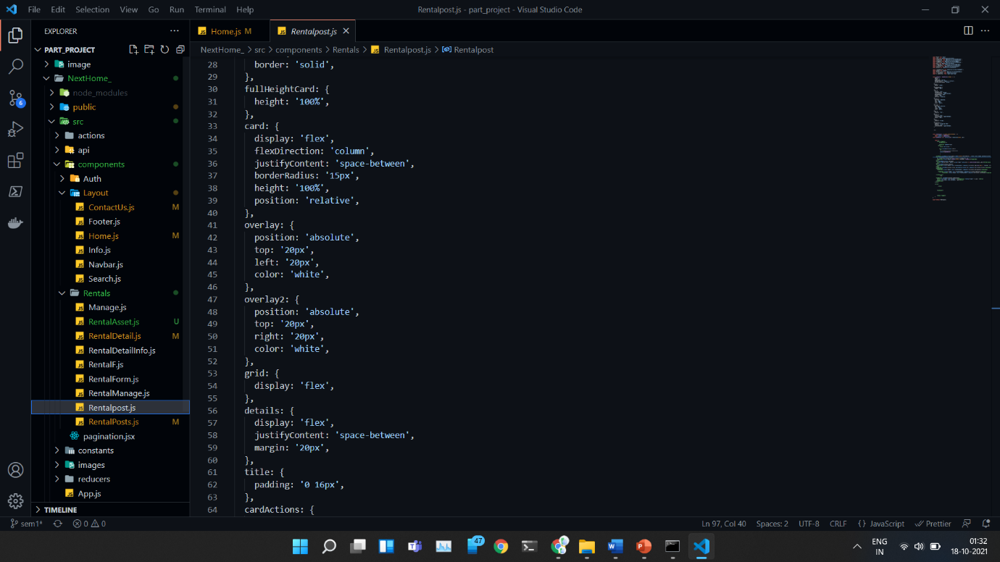 File Edit Selection View Go Run Terminal Help
Rentalpost.js - part_project - Visual Studio Code
EXPLORER
PART_PROJECT
image
NextHome_
node_modules
public
src
actions
api
components
Auth
Layout
ContactUs.js M
Footer.js
Home.js M
Info.js
Navbar.js
Search.js
Rentals
Manage.js
RentalAsset.js U
RentalDetail.js M
RentalDetailInfo.js
RentalF.js
RentalForm.js
RentalManage.js
Rentalpost.js
RentalPosts.js M
pagination.jsx
constants
images
reducers
App.js
TIMELINE
6
Home.js M
Rentalpost.js
NextHome_ > src > components > Rentals > Rentalpost.js > Rentalpost
28 border: 'solid',
29 },
30 fullHeightCard: {
31 height: '100%',
32 },
33 card: {
34 display: 'flex',
35 flexDirection: 'column',
36 justifyContent: 'space-between',
37 borderRadius: '15px',
38 height: '100%',
39 position: 'relative',
40 },
41 overlay: {
42 position: 'absolute',
43 top: '20px',
44 left: '20px',
45 color: 'white',
46 },
47 overlay2: {
48 position: 'absolute',
49 top: '20px',
50 right: '20px',
51 color: 'white',
52 },
53 grid: {
54 display: 'flex',
55 },
56 details: {
57 display: 'flex',
58 justifyContent: 'space-between',
59 margin: '20px',
60 },
61 title: {
62 padding: '0 16px',
63 },
64 cardActions: {
sem1* 0 0
Ln 97, Col 40 Spaces: 2 UTF-8 CRLF {} JavaScript Prettier
47
ENG
IN
01:32
18-10-2021